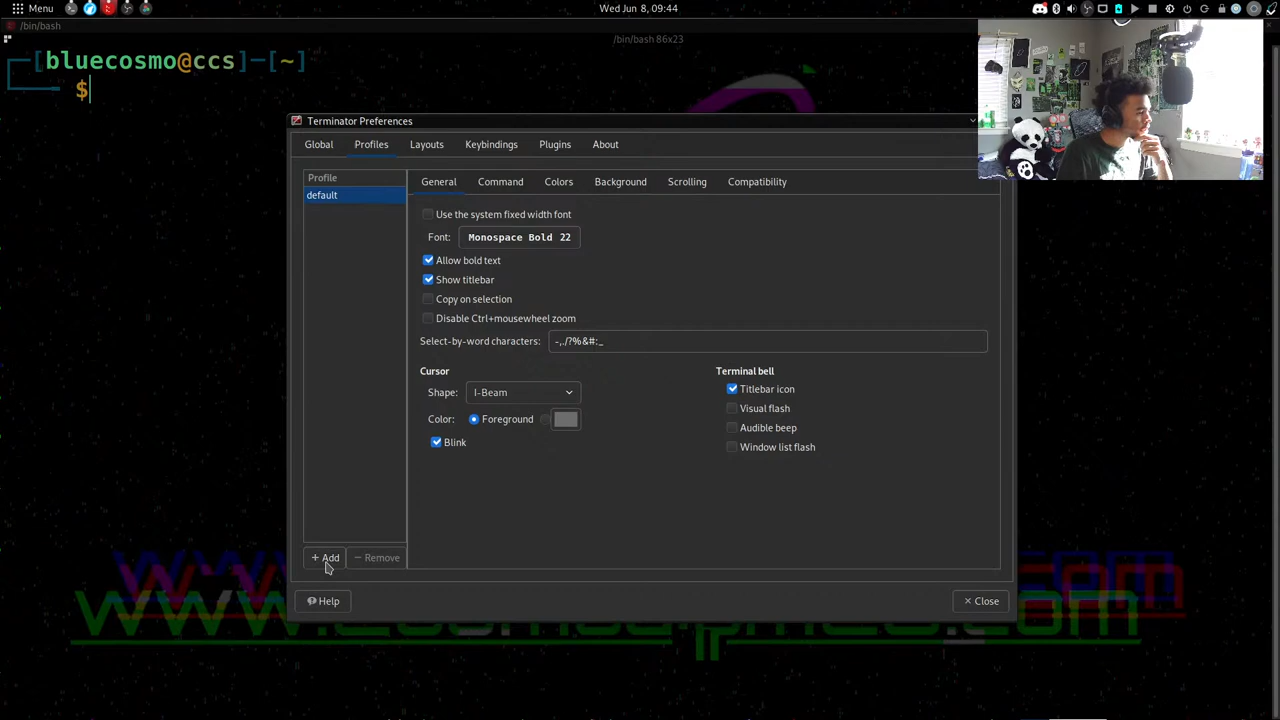 Menu
Wed Jun 8, 09:44
/bin/bash
/bin/bash 86x23
[bluecosmo@ccs]-[~]
$
Terminator Preferences
Global Profiles Layouts Keybindings Plugins About
Profile
default
General Command Colors Background Scrolling Compatibility
Use the system fixed width font
Font: Monospace Bold 22
Allow bold text
Show titlebar
Copy on selection
Disable Ctrl+mousewheel zoom
Select-by-word characters: -,./?%&#:_
Cursor
Shape: I-Beam
Color: Foreground
Blink
Terminal bell
Titlebar icon
Visual flash
Audible beep
Window list flash
+ Add − Remove
Help
× Close